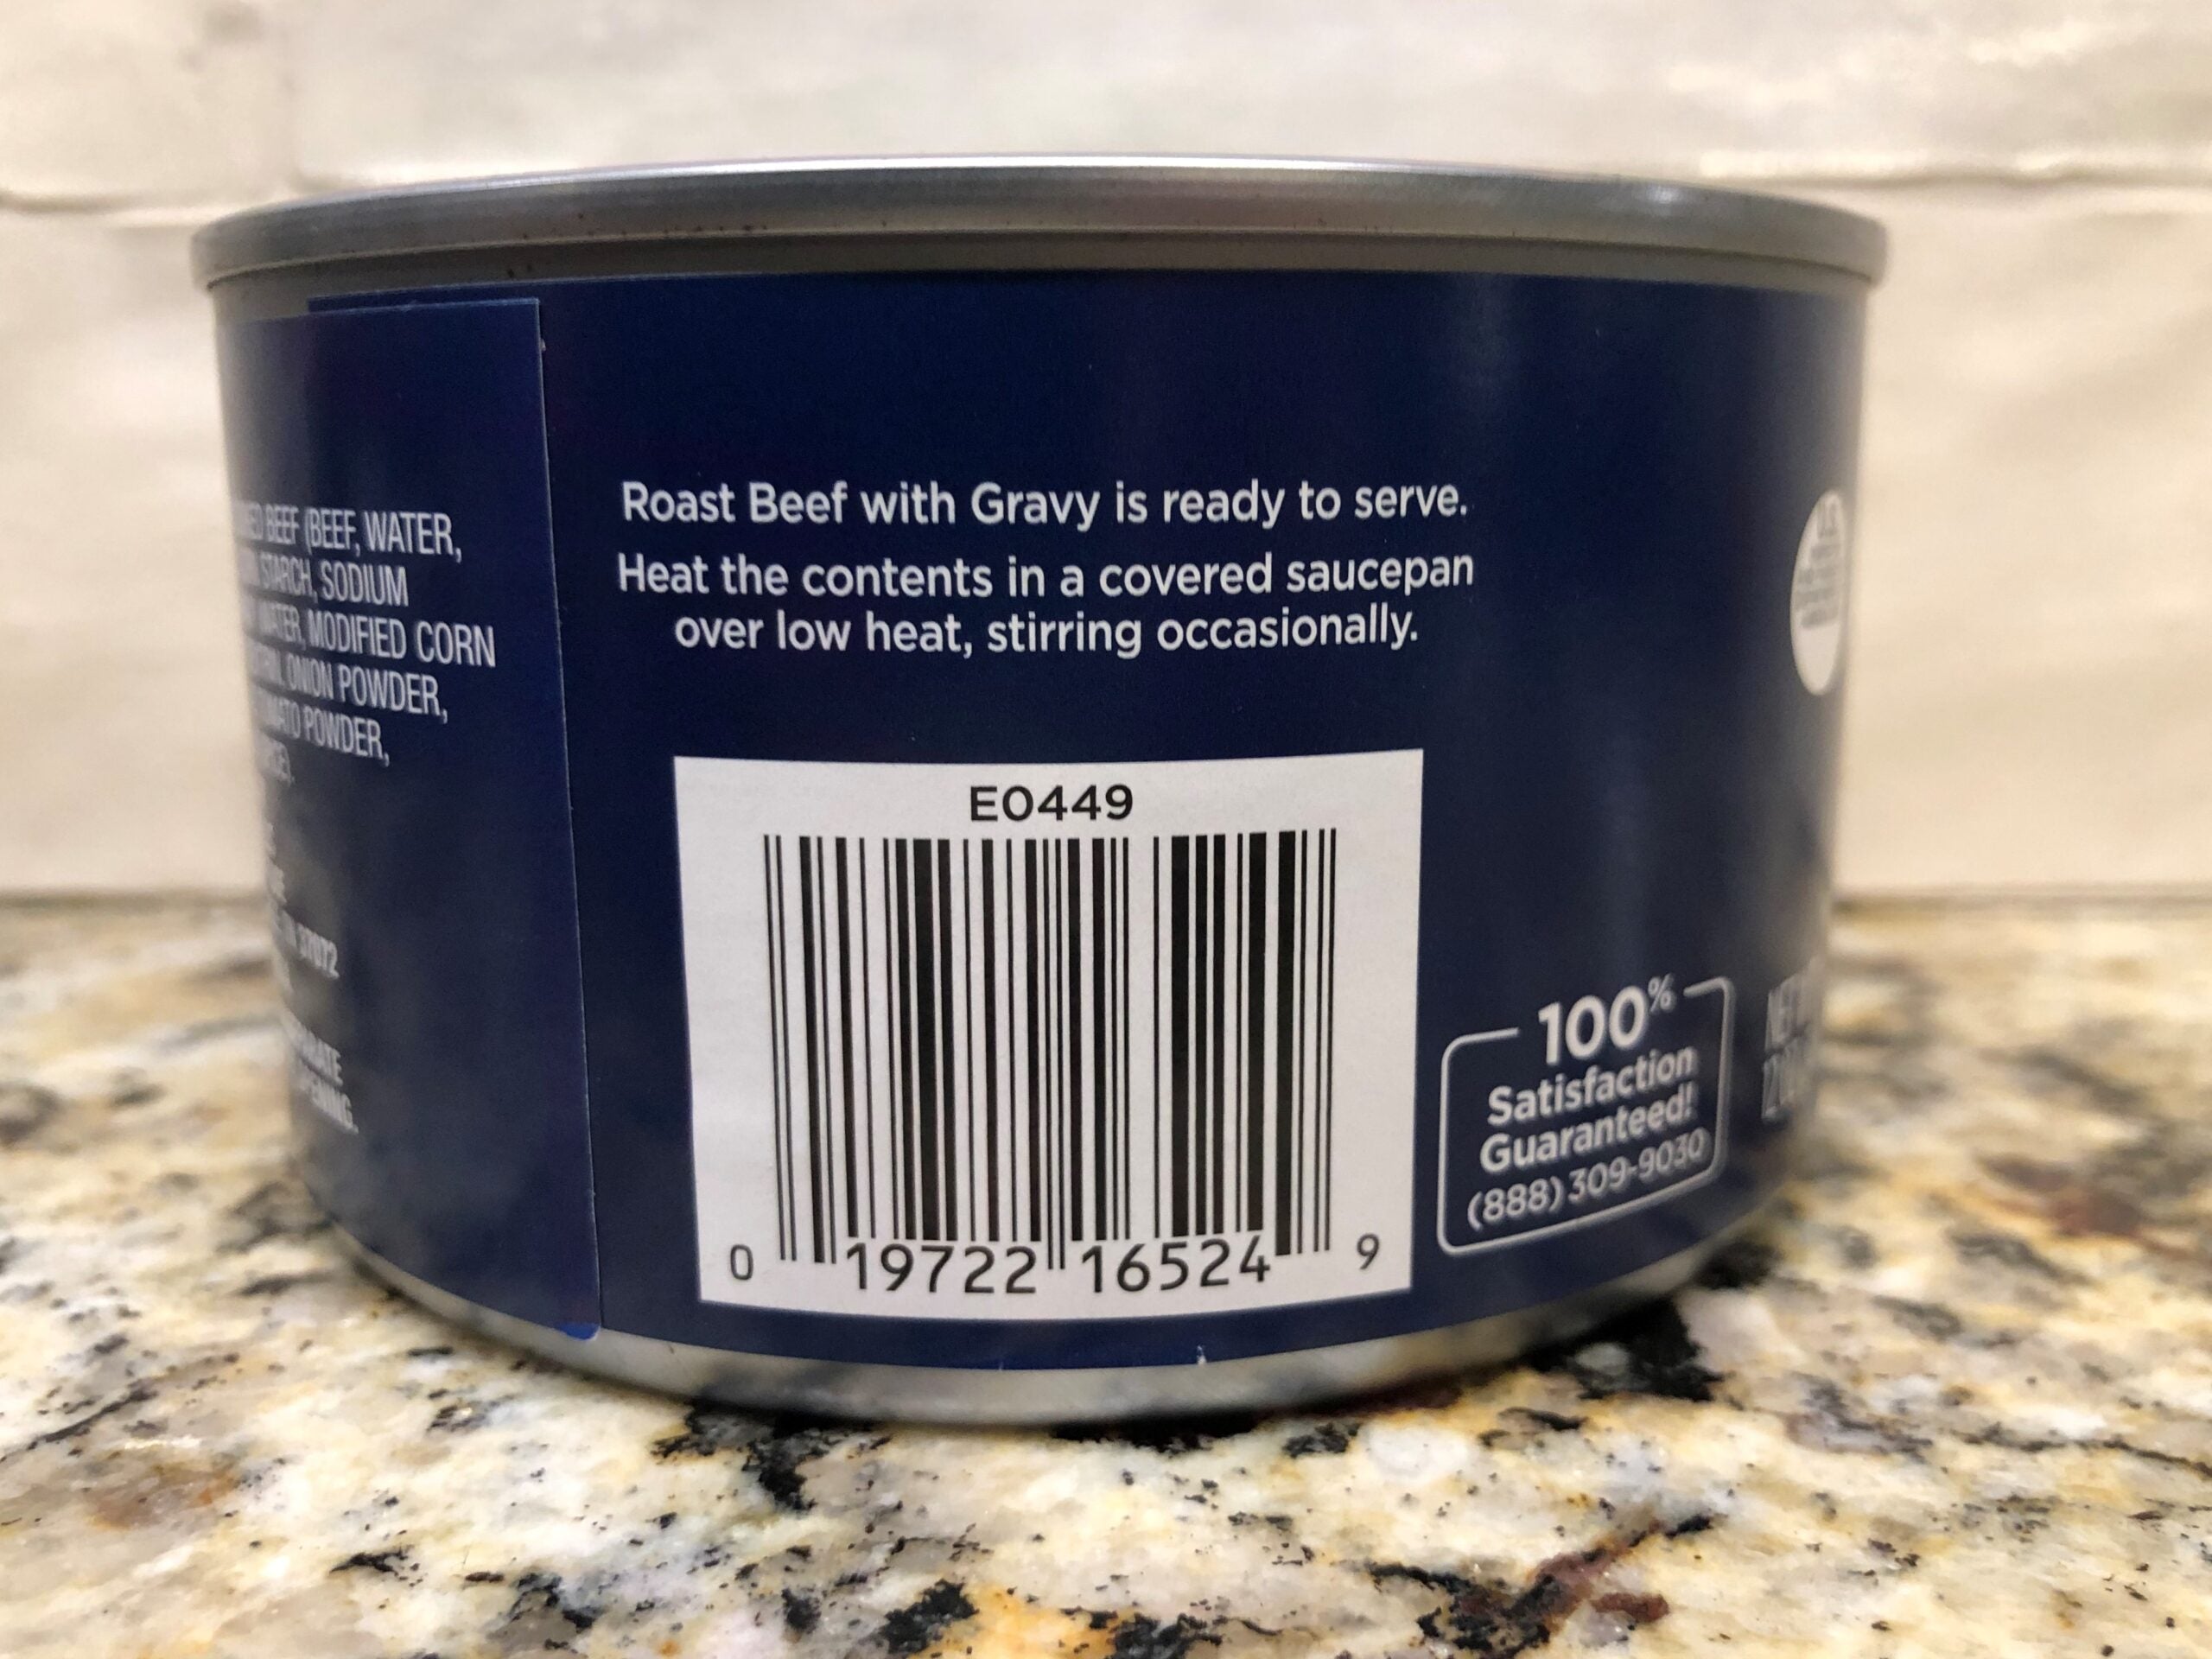 BEEF (BEEF, WATER,
STARCH, SODIUM
WATER, MODIFIED CORN
ONION POWDER,
POWDER,
37072
Roast Beef with Gravy is ready to serve.
Heat the contents in a covered saucepan
over low heat, stirring occasionally.
E0449
0 19722 16524 9
100%
Satisfaction
Guaranteed!
(888) 309-9030
NET